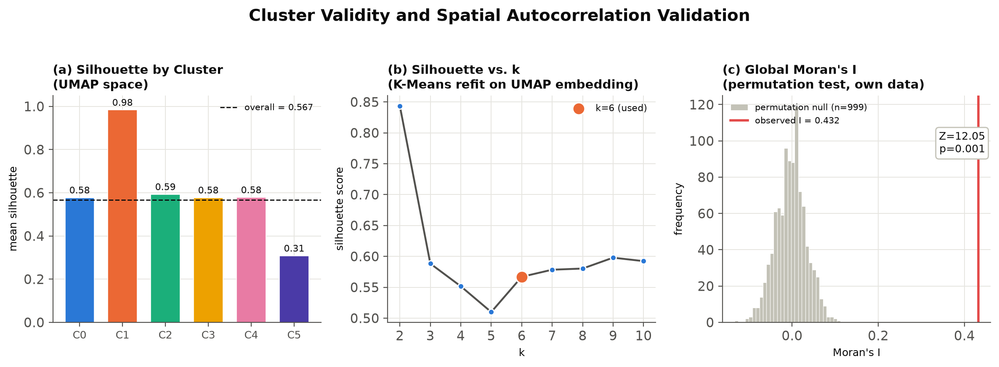 Cluster Validity and Spatial Autocorrelation Validation
(a) Silhouette by Cluster
(UMAP space)
mean silhouette
1.0
0.8
0.6
0.4
0.2
0.0
0.58
0.98
0.59
0.58
0.58
0.31
overall = 0.567
C0
C1
C2
C3
C4
C5
(b) Silhouette vs. k
(K-Means refit on UMAP embedding)
silhouette score
0.85
0.80
0.75
0.70
0.65
0.60
0.55
0.50
k=6 (used)
2
3
4
5
6
7
8
9
10
k
(c) Global Moran's I
(permutation test, own data)
frequency
120
100
80
60
40
20
0
permutation null (n=999)
observed I = 0.432
Z=12.05
p=0.001
0.0
0.2
0.4
Moran's I